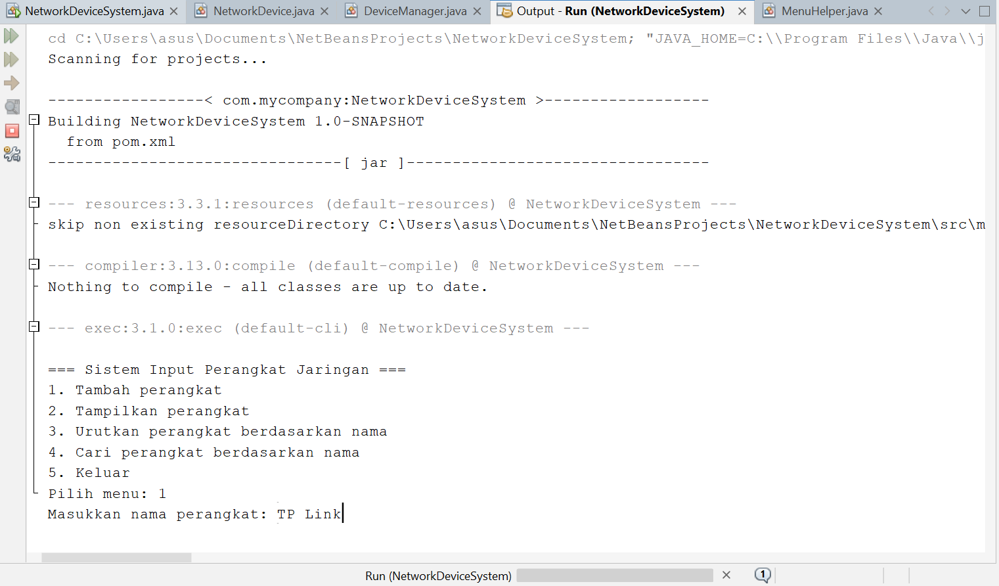 NetworkDeviceSystem.java NetworkDevice.java DeviceManager.java Output - Run (NetworkDeviceSystem) MenuHelper.java
cd C:\Users\asus\Documents\NetBeansProjects\NetworkDeviceSystem; "JAVA_HOME=C:\\Program Files\\Java\\j
Scanning for projects...
-----------------< com.mycompany:NetworkDeviceSystem >------------------
Building NetworkDeviceSystem 1.0-SNAPSHOT
  from pom.xml
--------------------------------[ jar ]---------------------------------
--- resources:3.3.1:resources (default-resources) @ NetworkDeviceSystem ---
skip non existing resourceDirectory C:\Users\asus\Documents\NetBeansProjects\NetworkDeviceSystem\src\m
--- compiler:3.13.0:compile (default-compile) @ NetworkDeviceSystem ---
Nothing to compile - all classes are up to date.
--- exec:3.1.0:exec (default-cli) @ NetworkDeviceSystem ---
=== Sistem Input Perangkat Jaringan ===
1. Tambah perangkat
2. Tampilkan perangkat
3. Urutkan perangkat berdasarkan nama
4. Cari perangkat berdasarkan nama
5. Keluar
Pilih menu: 1
Masukkan nama perangkat: TP Link
Run (NetworkDeviceSystem) 1